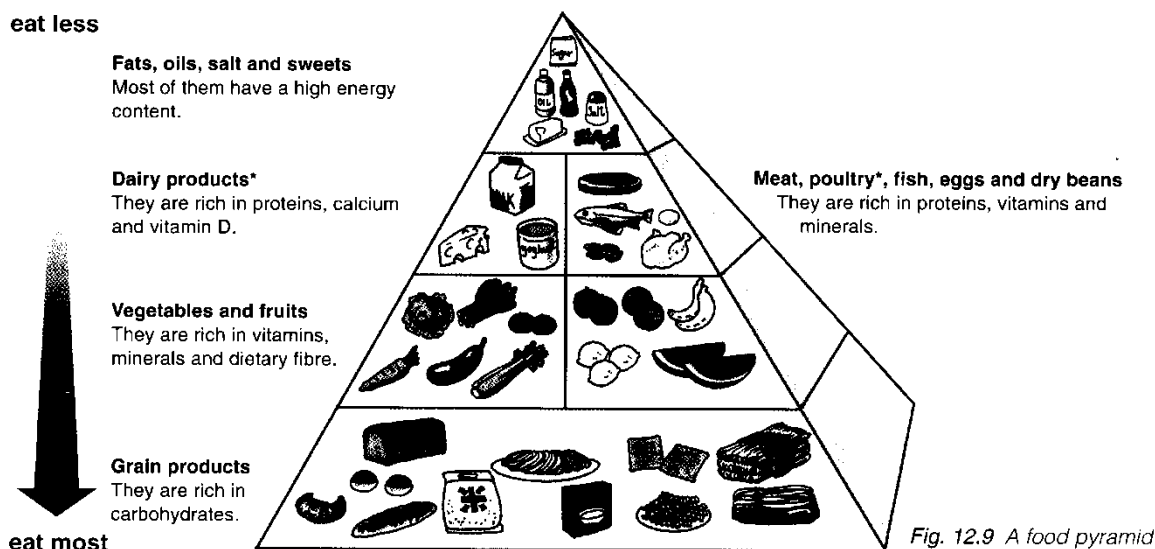 eat less
Fats, oils, salt and sweets
Most of them have a high energy
content.
Sugar
OIL
Salt
Dairy products*
They are rich in proteins, calcium
and vitamin D.
MILK
yoghurt
Meat, poultry*, fish, eggs and dry beans
They are rich in proteins, vitamins and
minerals.
Vegetables and fruits
They are rich in vitamins,
minerals and dietary fibre.
Grain products
They are rich in
carbohydrates.
eat most
Fig. 12.9 A food pyramid